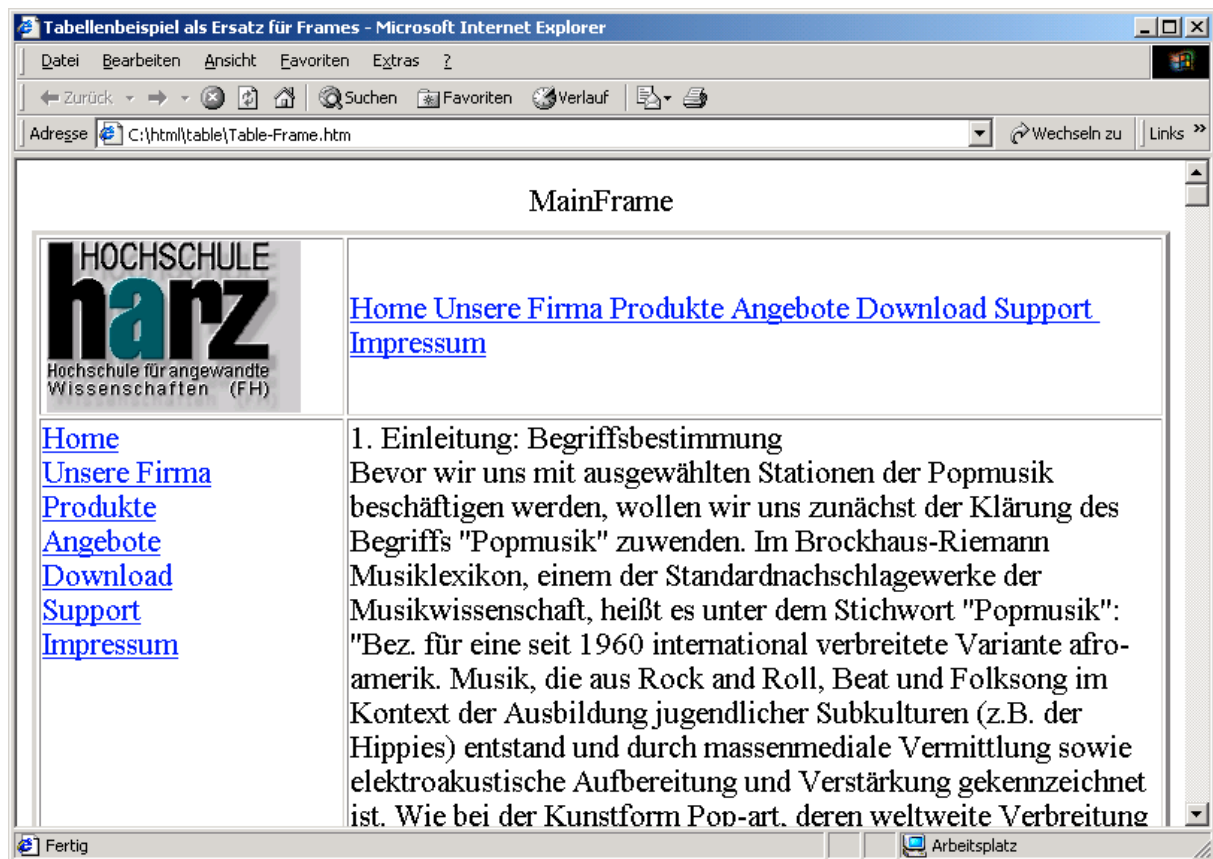 Tabellenbeispiel als Ersatz für Frames - Microsoft Internet Explorer
Datei Bearbeiten Ansicht Favoriten Extras ?
Zurück Suchen Favoriten Verlauf
Adresse C:\html\table\Table-Frame.htm Wechseln zu Links »
MainFrame
HOCHSCHULE
harz
Hochschule für angewandte
Wissenschaften (FH)
Home Unsere Firma Produkte Angebote Download Support
Impressum
Home
Unsere Firma
Produkte
Angebote
Download
Support
Impressum
1. Einleitung: Begriffsbestimmung
Bevor wir uns mit ausgewählten Stationen der Popmusik
beschäftigen werden, wollen wir uns zunächst der Klärung des
Begriffs "Popmusik" zuwenden. Im Brockhaus-Riemann
Musiklexikon, einem der Standardnachschlagewerke der
Musikwissenschaft, heißt es unter dem Stichwort "Popmusik":
"Bez. für eine seit 1960 international verbreitete Variante afro-
amerik. Musik, die aus Rock and Roll, Beat und Folksong im
Kontext der Ausbildung jugendlicher Subkulturen (z.B. der
Hippies) entstand und durch massenmediale Vermittlung sowie
elektroakustische Aufbereitung und Verstärkung gekennzeichnet
ist. Wie bei der Kunstform Pop-art, deren weltweite Verbreitung
Fertig Arbeitsplatz